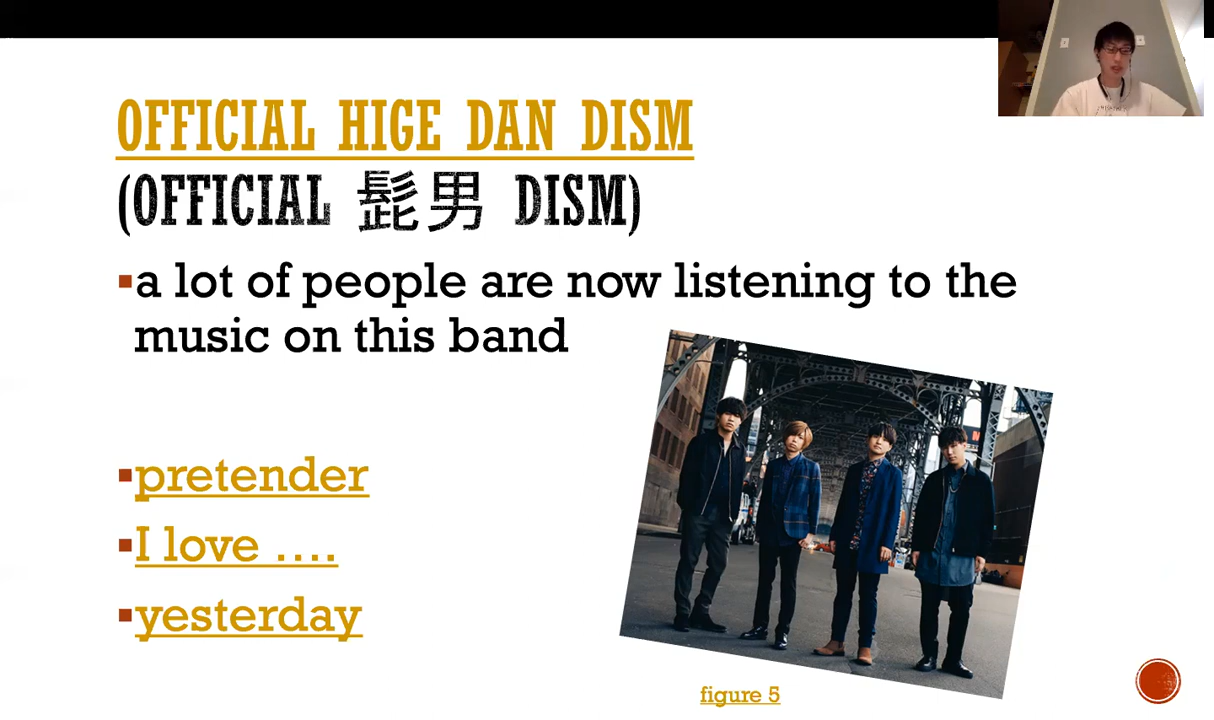 OFFICIAL HIGE DAN DISM
(OFFICIAL 髭男 DISM)
a lot of people are now listening to the
music on this band
pretender
I love ....
yesterday
figure 5